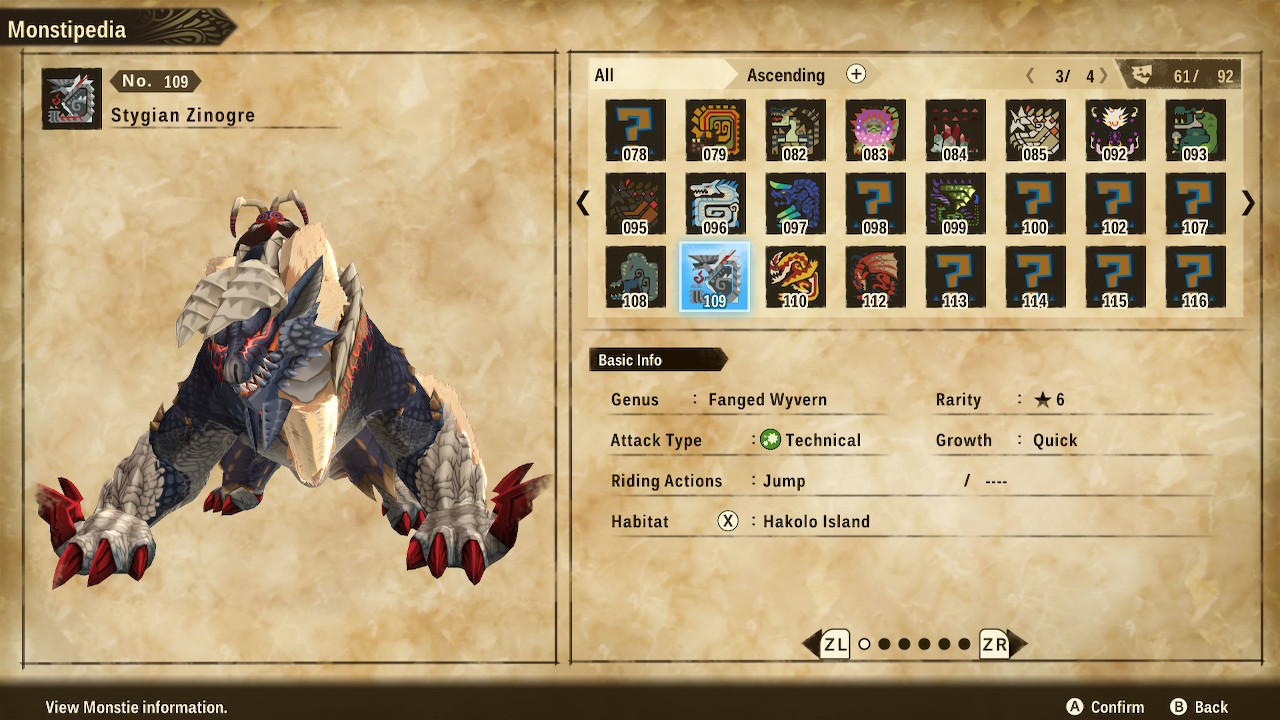 Monstipedia
No. 109
Stygian Zinogre
All
Ascending
3/ 4
61/ 92
078 079 082 083 084 085 092 093
095 096 097 098 099 100 102 107
108 109 110 112 113 114 115 116
Basic Info
Genus : Fanged Wyvern
Rarity : ★ 6
Attack Type : Technical
Growth : Quick
Riding Actions : Jump / ----
Habitat X : Hakolo Island
ZL ZR
View Monstie information.
A Confirm B Back